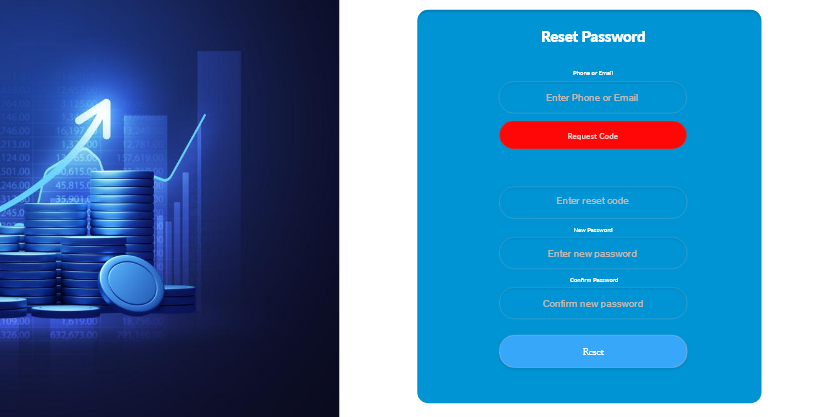 Reset Password
Phone or Email
Enter Phone or Email
Request Code
Enter reset code
New Password
Enter new password
Confirm Password
Confirm new password
Reset